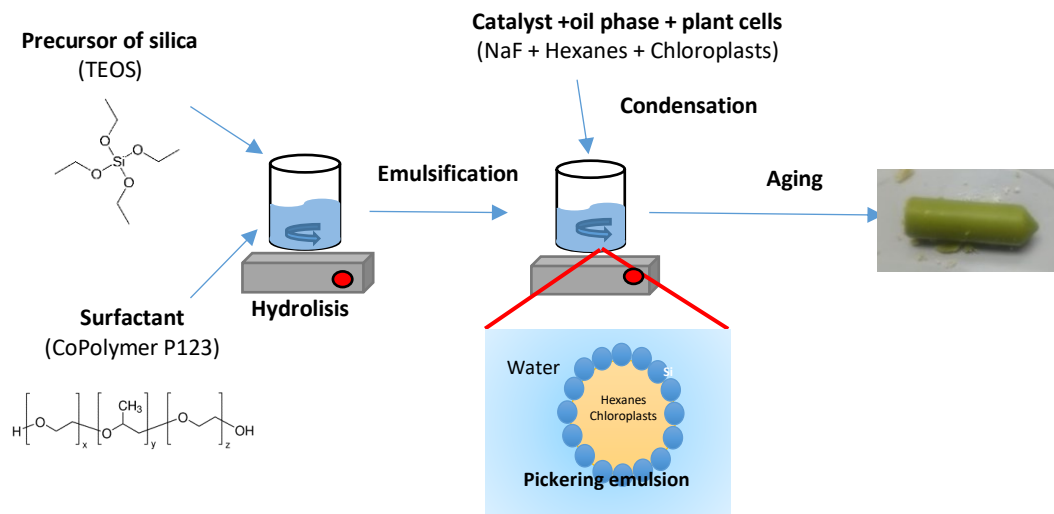 Precursor of silica
(TEOS)
O
O
Si
O
O
Surfactant
(CoPolymer P123)
H
O
x
O
CH3
y
O
z
OH
Hydrolisis
Emulsification
Catalyst +oil phase + plant cells
(NaF + Hexanes + Chloroplasts)
Condensation
Aging
Water
Si
Hexanes
Chloroplasts
Pickering emulsion